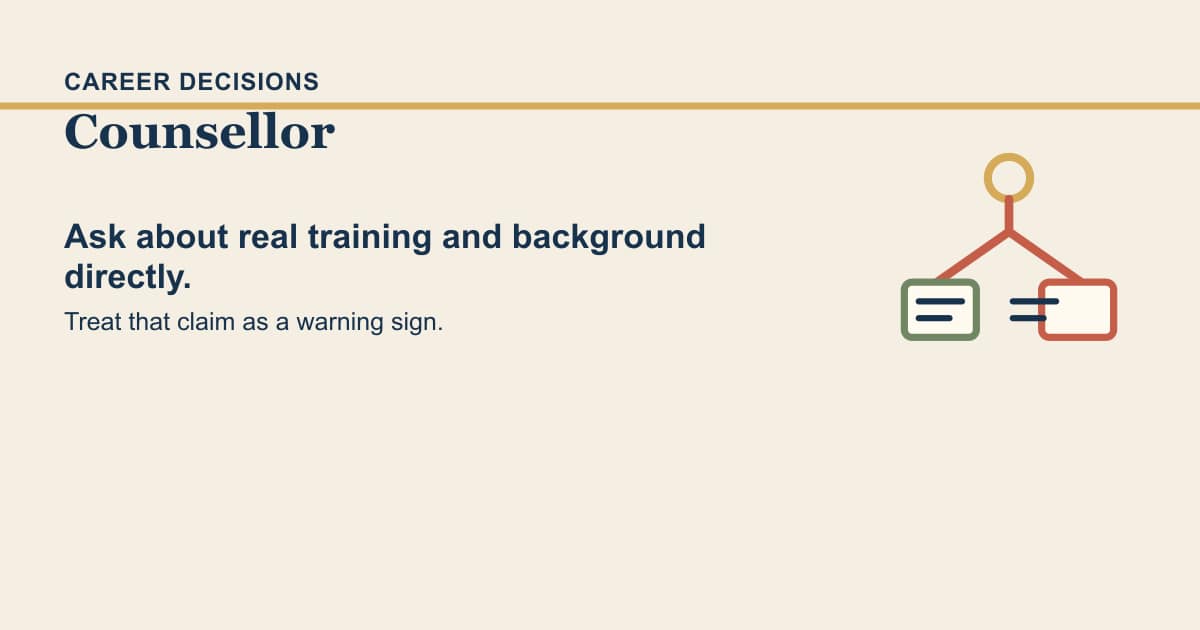 CAREER DECISIONS
Counsellor
Ask about real training and background
directly.
Treat that claim as a warning sign.